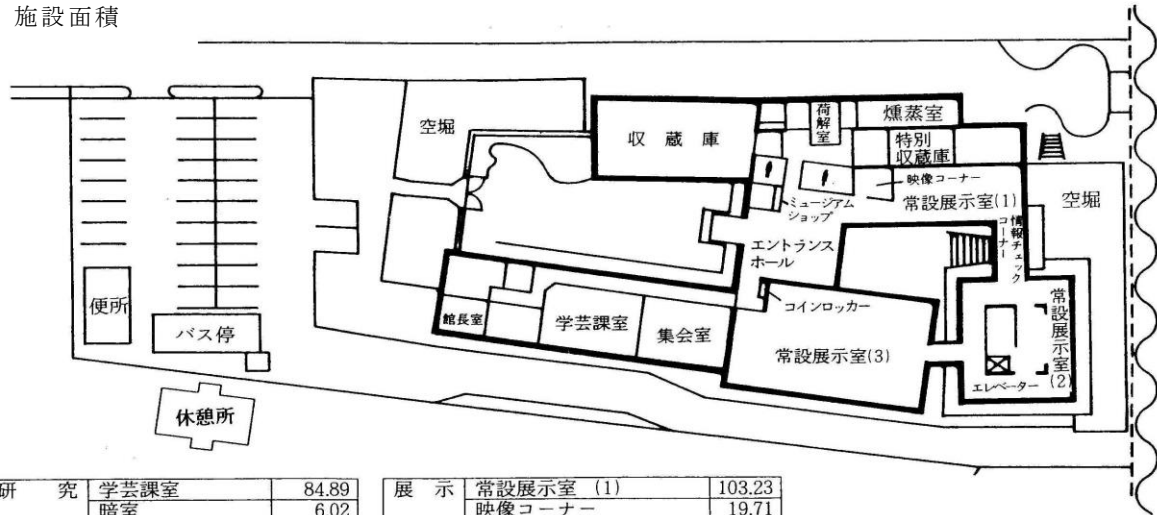 施設面積
空堀
収蔵庫
荷解室
燻蒸室
特別
収蔵庫
映像コーナー
ミュージアム
ショップ
常設展示室(1)
空堀
エントランス
ホール
情報チェック
コーナー
便所
バス停
館長室
学芸課室
集会室
コインロッカー
常設展示室(3)
常設展示室(2)
エレベーター
休憩所
研究 学芸課室 84.89 展示 常設展示室 (1) 103.23
暗室 6.02 映像コーナー 19.71